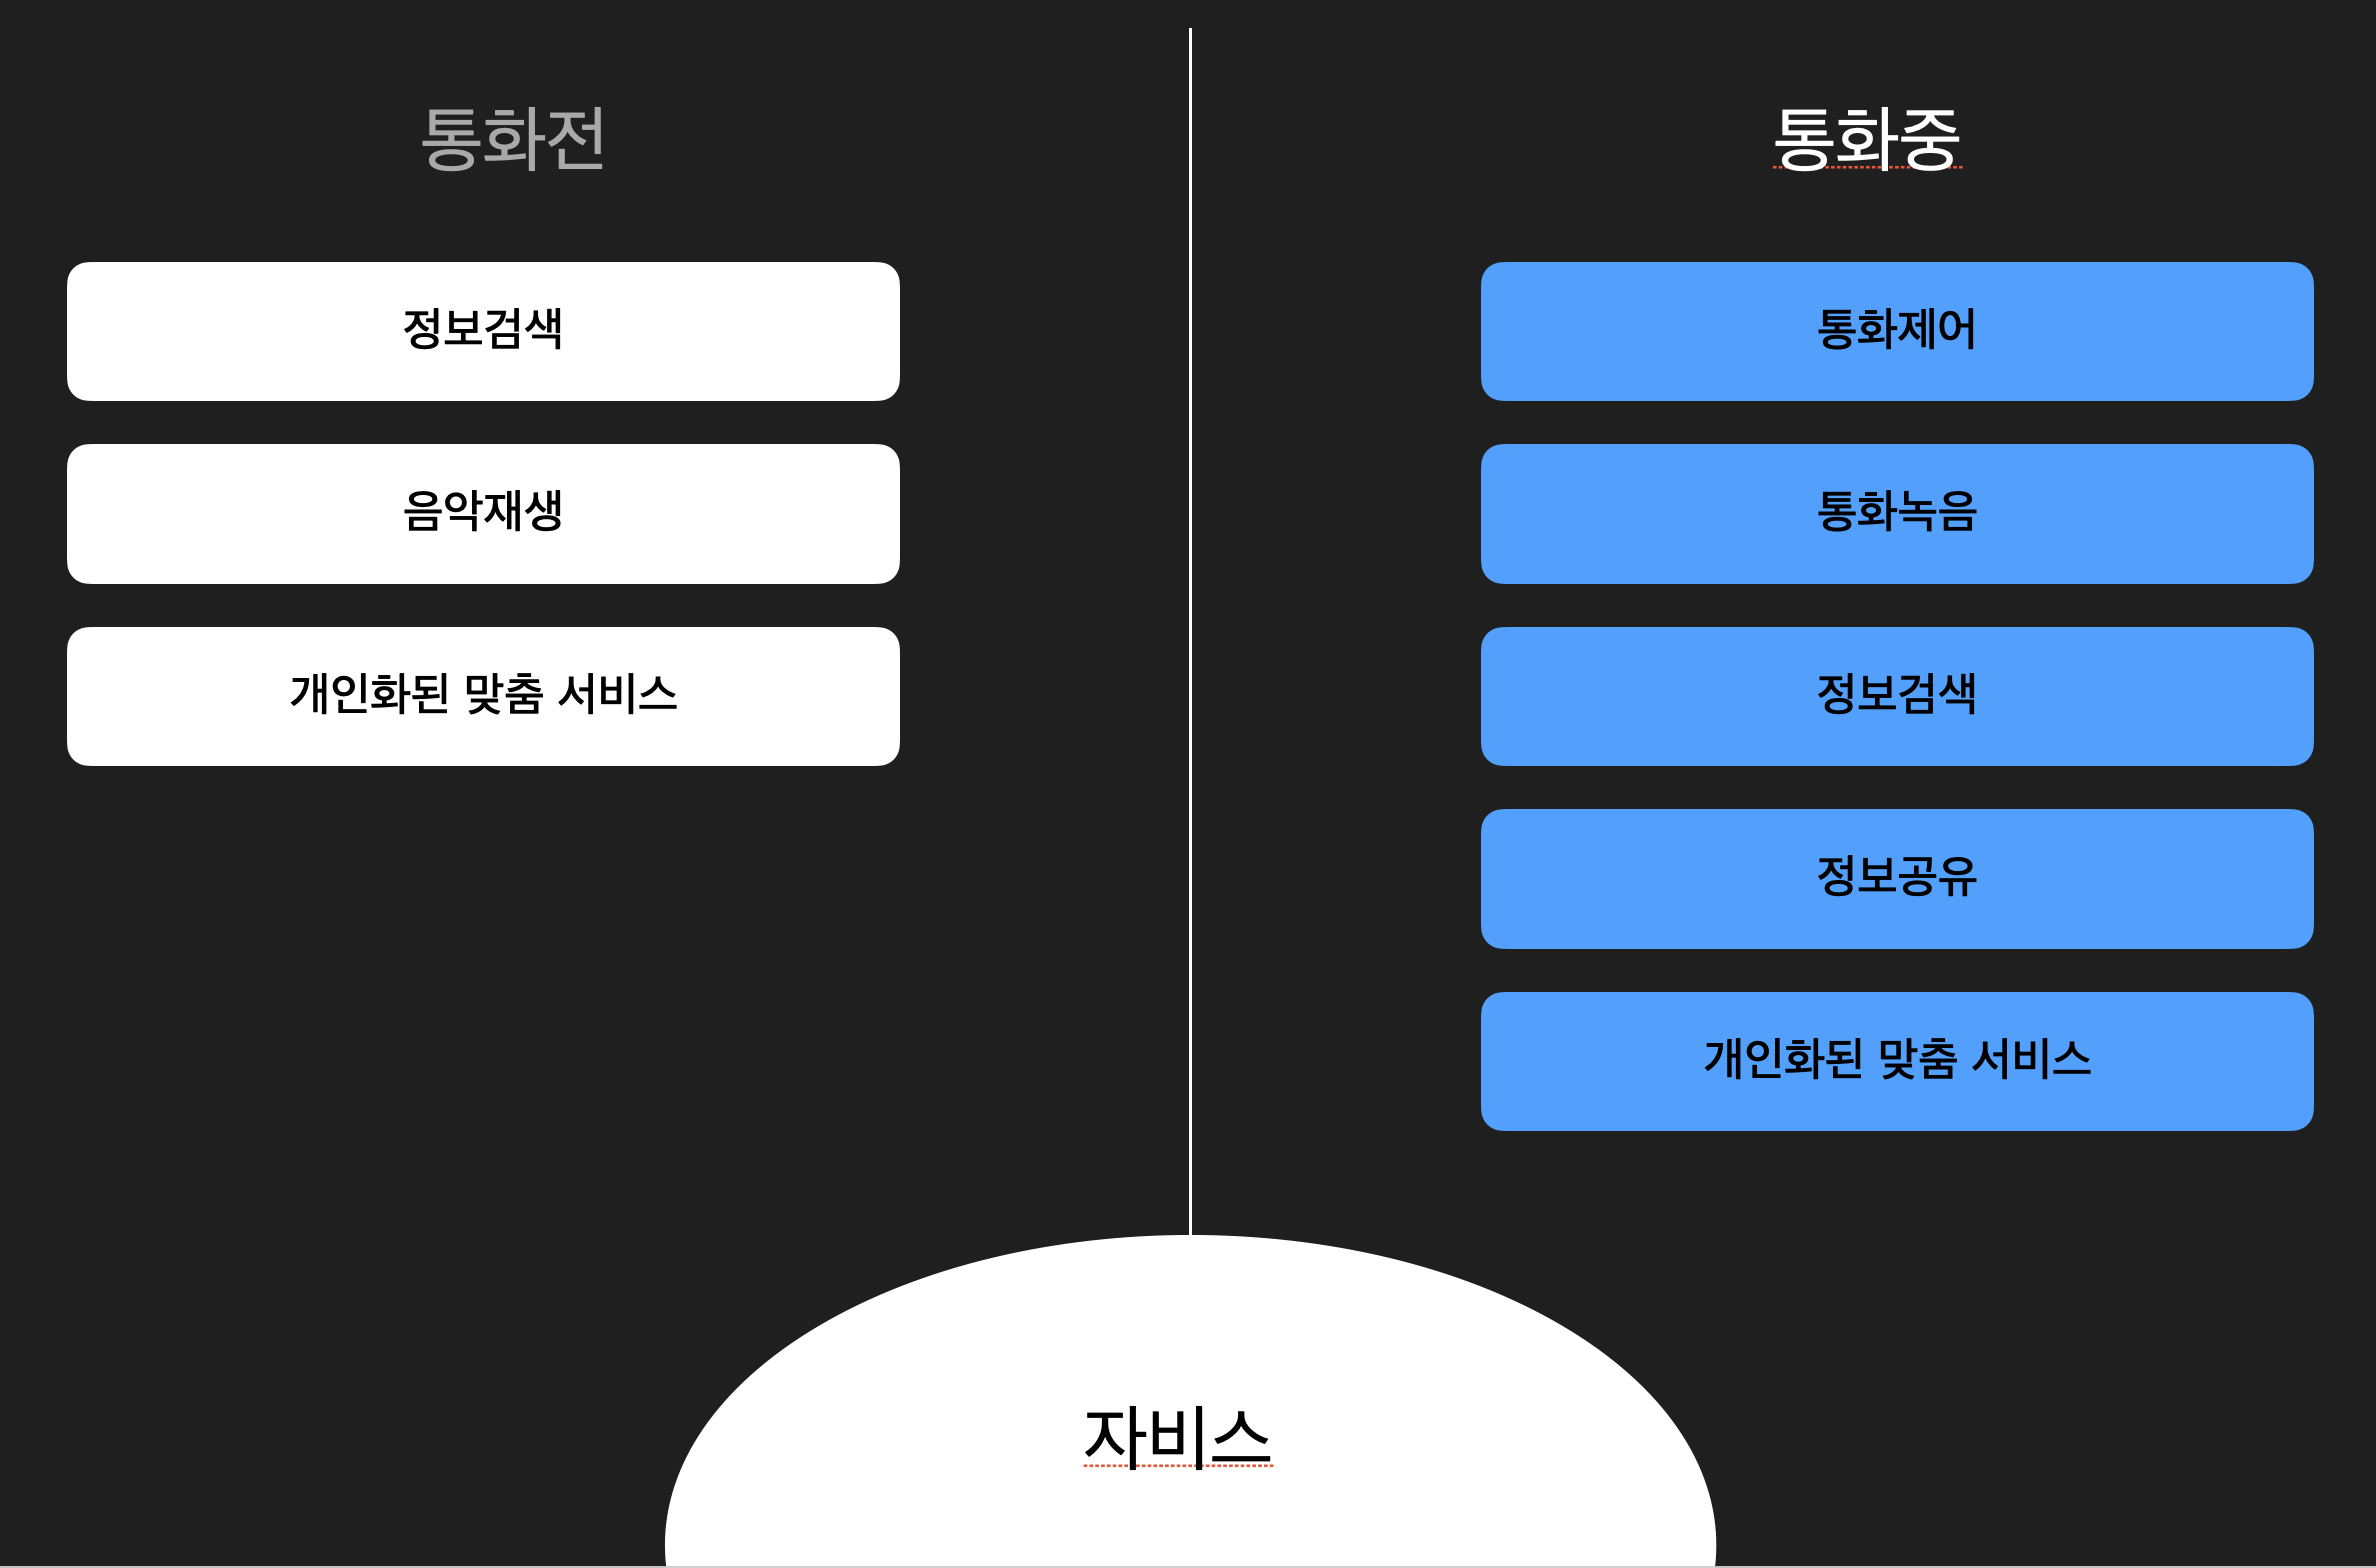 통화전
정보검색
음악재생
개인화된 맞춤 서비스
통화중
통화제어
통화녹음
정보검색
정보공유
개인화된 맞춤 서비스
자비스